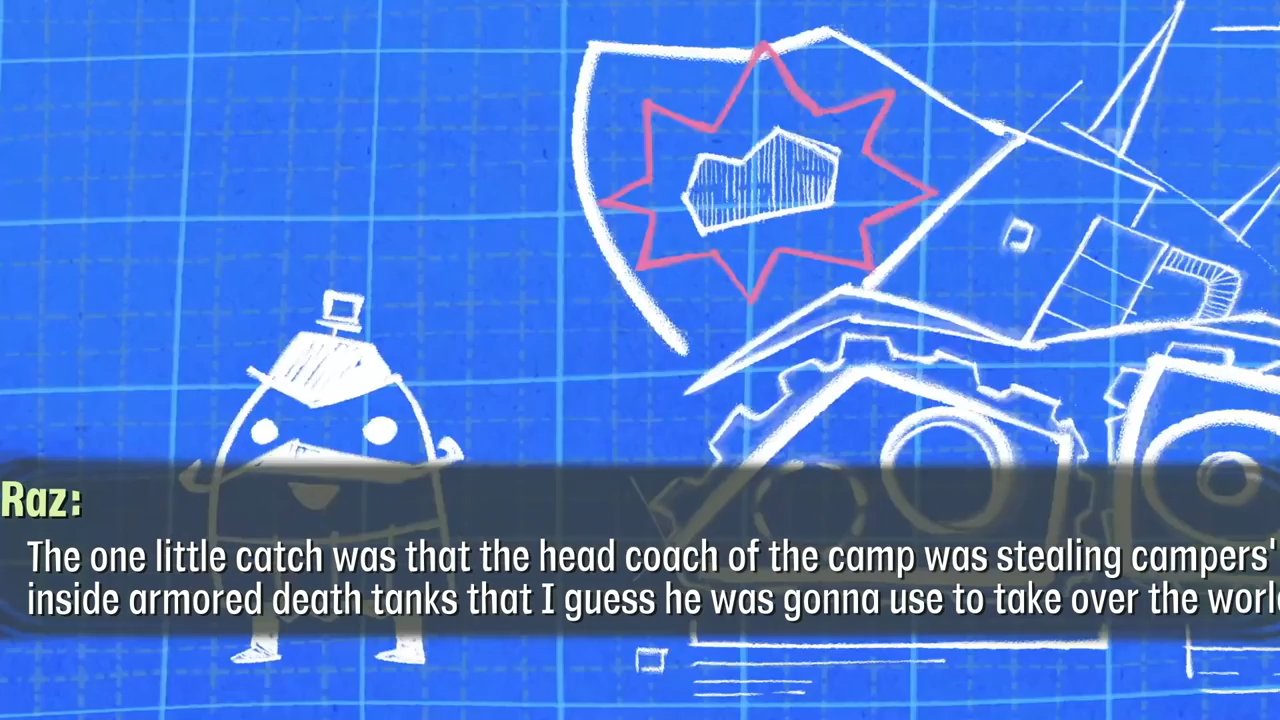 Raz:
The one little catch was that the head coach of the camp was stealing campers'
inside armored death tanks that I guess he was gonna use to take over the